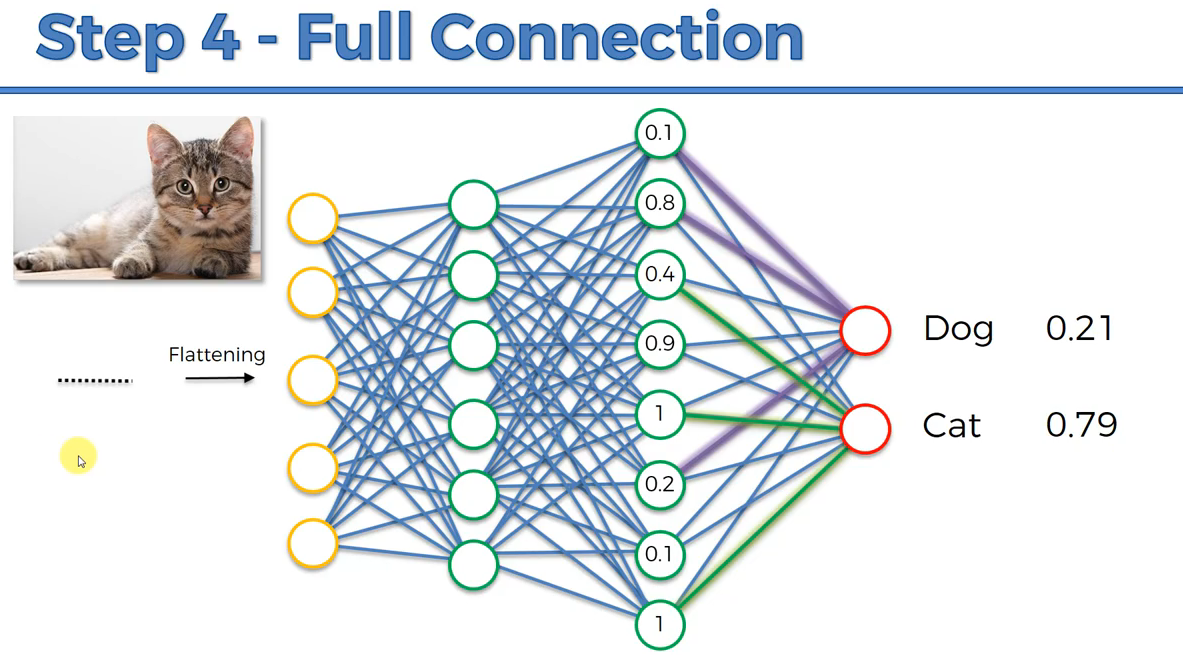 Step 4 - Full Connection
Flattening
0.1
0.8
0.4
0.9
1
0.2
0.1
1
Dog 0.21
Cat 0.79